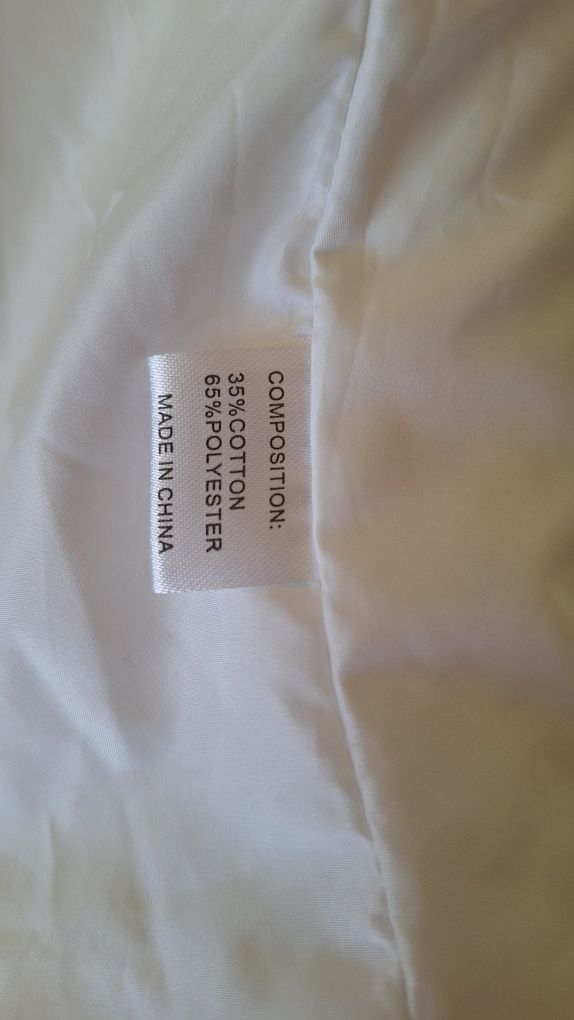 COMPOSITION:
35%COTTON
65%POLYESTER
MADE IN CHINA